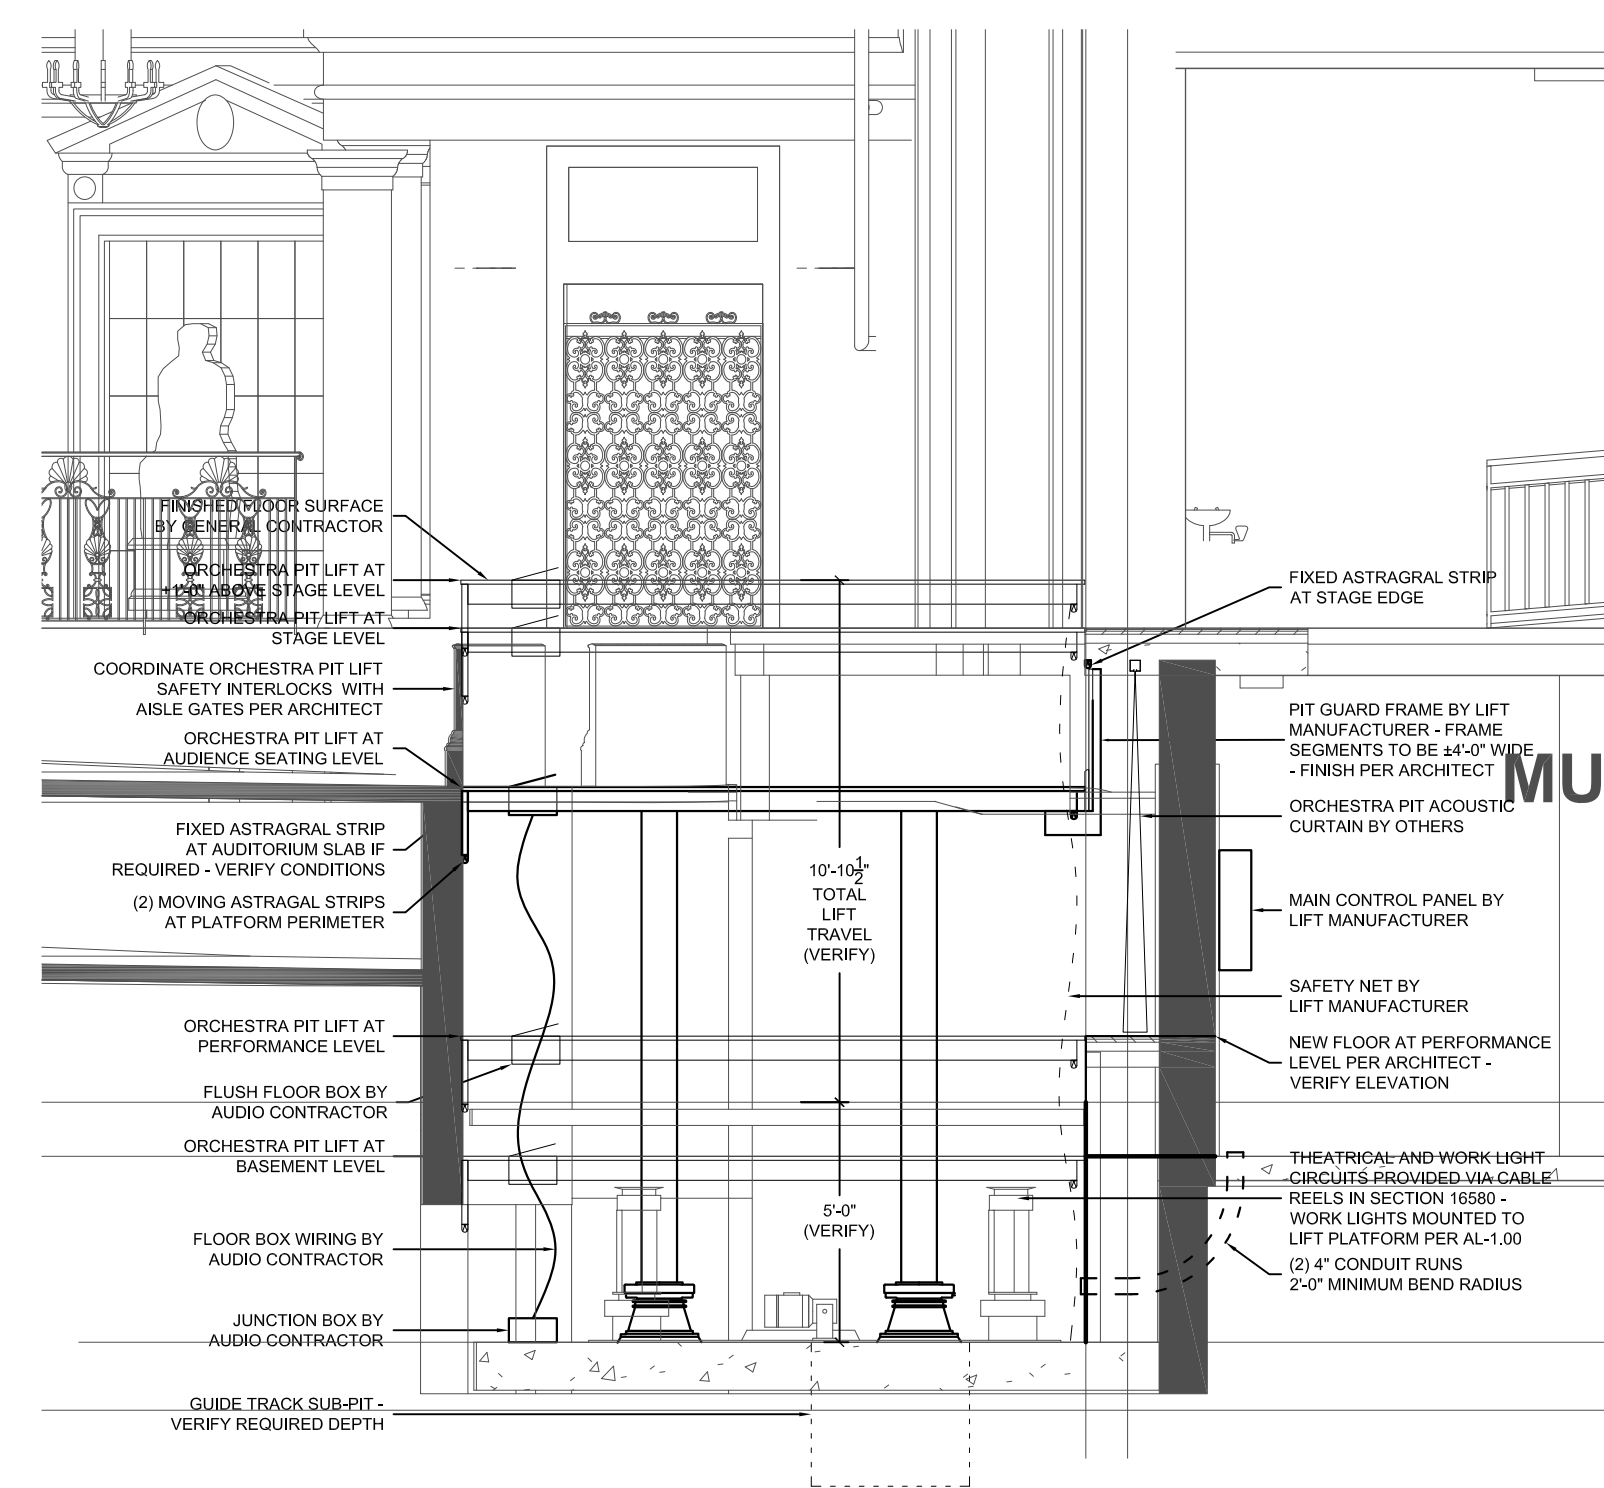 FINISHED FLOOR SURFACE
BY GENERAL CONTRACTOR
ORCHESTRA PIT LIFT AT
+1'-0" ABOVE STAGE LEVEL
ORCHESTRA PIT LIFT AT
STAGE LEVEL
COORDINATE ORCHESTRA PIT LIFT
SAFETY INTERLOCKS WITH
AISLE GATES PER ARCHITECT
ORCHESTRA PIT LIFT AT
AUDIENCE SEATING LEVEL
FIXED ASTRAGRAL STRIP
AT AUDITORIUM SLAB IF
REQUIRED - VERIFY CONDITIONS
(2) MOVING ASTRAGAL STRIPS
AT PLATFORM PERIMETER
ORCHESTRA PIT LIFT AT
PERFORMANCE LEVEL
FLUSH FLOOR BOX BY
AUDIO CONTRACTOR
ORCHESTRA PIT LIFT AT
BASEMENT LEVEL
FLOOR BOX WIRING BY
AUDIO CONTRACTOR
JUNCTION BOX BY
AUDIO CONTRACTOR
GUIDE TRACK SUB-PIT -
VERIFY REQUIRED DEPTH
10'-10 1/2"
TOTAL
LIFT
TRAVEL
(VERIFY)
5'-0"
(VERIFY)
FIXED ASTRAGRAL STRIP
AT STAGE EDGE
PIT GUARD FRAME BY LIFT
MANUFACTURER - FRAME
SEGMENTS TO BE ±4'-0" WIDE
- FINISH PER ARCHITECT
MU
ORCHESTRA PIT ACOUSTIC
CURTAIN BY OTHERS
MAIN CONTROL PANEL BY
LIFT MANUFACTURER
SAFETY NET BY
LIFT MANUFACTURER
NEW FLOOR AT PERFORMANCE
LEVEL PER ARCHITECT -
VERIFY ELEVATION
THEATRICAL AND WORK LIGHT
CIRCUITS PROVIDED VIA CABLE
REELS IN SECTION 16580 -
WORK LIGHTS MOUNTED TO
LIFT PLATFORM PER AL-1.00
(2) 4" CONDUIT RUNS
2'-0" MINIMUM BEND RADIUS